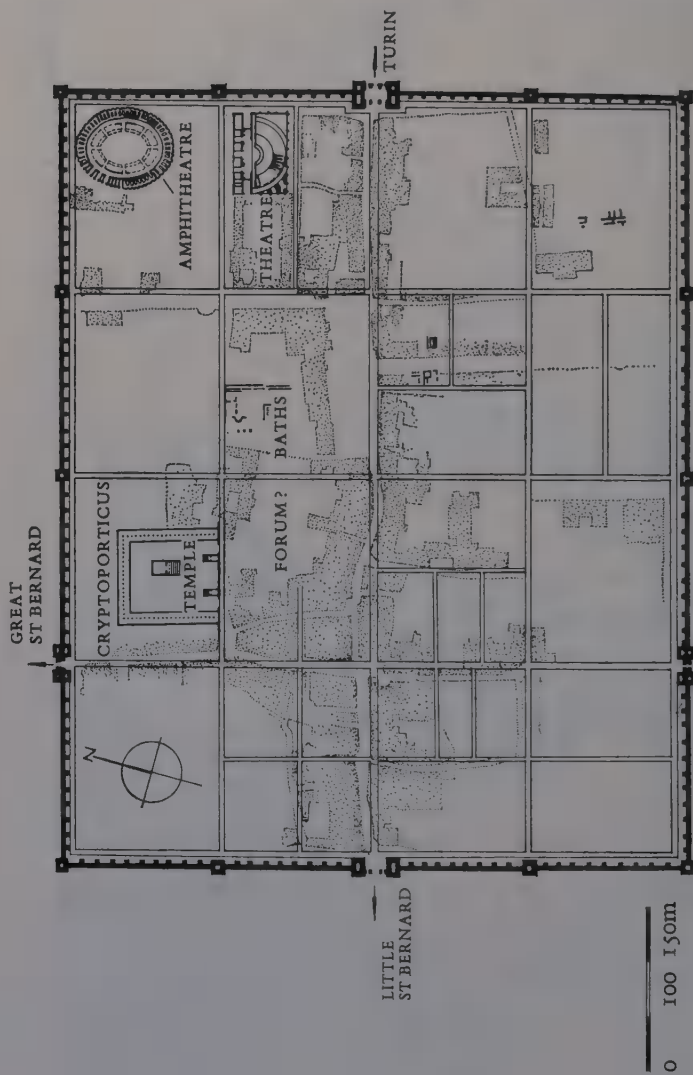 GREAT
ST BERNARD
N
CRYPTOPORTICUS
TEMPLE
AMPHITHEATRE
THEATRE
FORUM?
BATHS
TURIN
LITTLE
ST BERNARD
0 100 150m